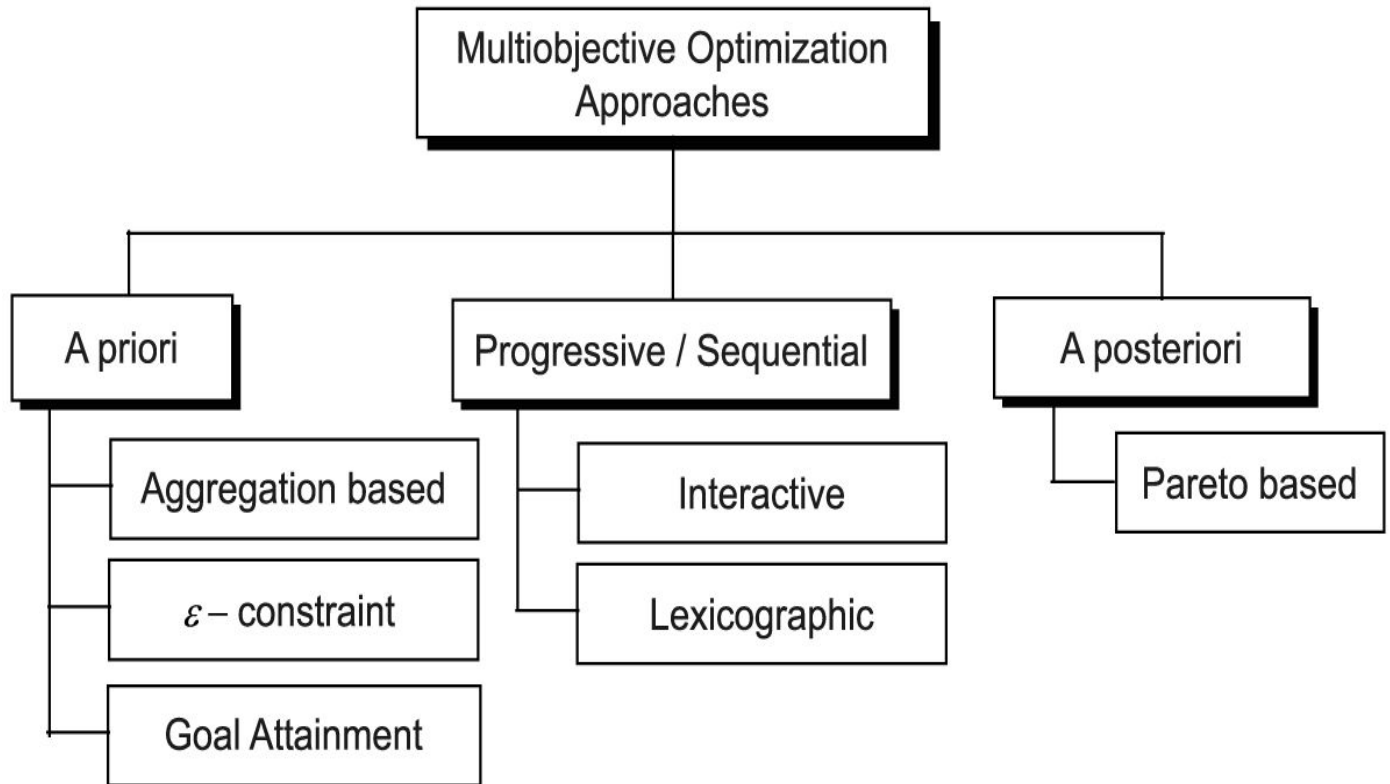 Multiobjective Optimization
Approaches
A priori
Progressive / Sequential
A posteriori
Aggregation based
ε – constraint
Goal Attainment
Interactive
Lexicographic
Pareto based